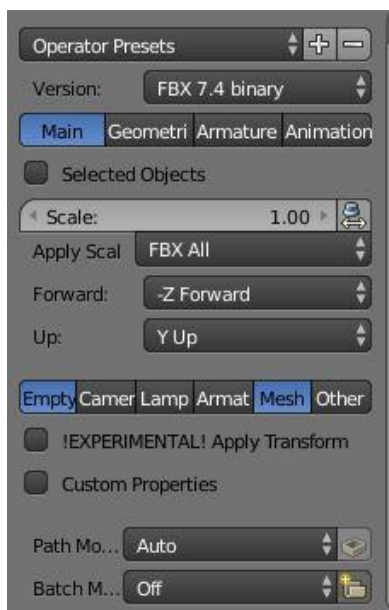 Operator Presets
Version: FBX 7.4 binary
Main Geometri Armature Animation
Selected Objects
Scale: 1.00
Apply Scal FBX All
Forward: -Z Forward
Up: Y Up
Empty Camer Lamp Armat Mesh Other
!EXPERIMENTAL! Apply Transform
Custom Properties
Path Mo... Auto
Batch M... Off